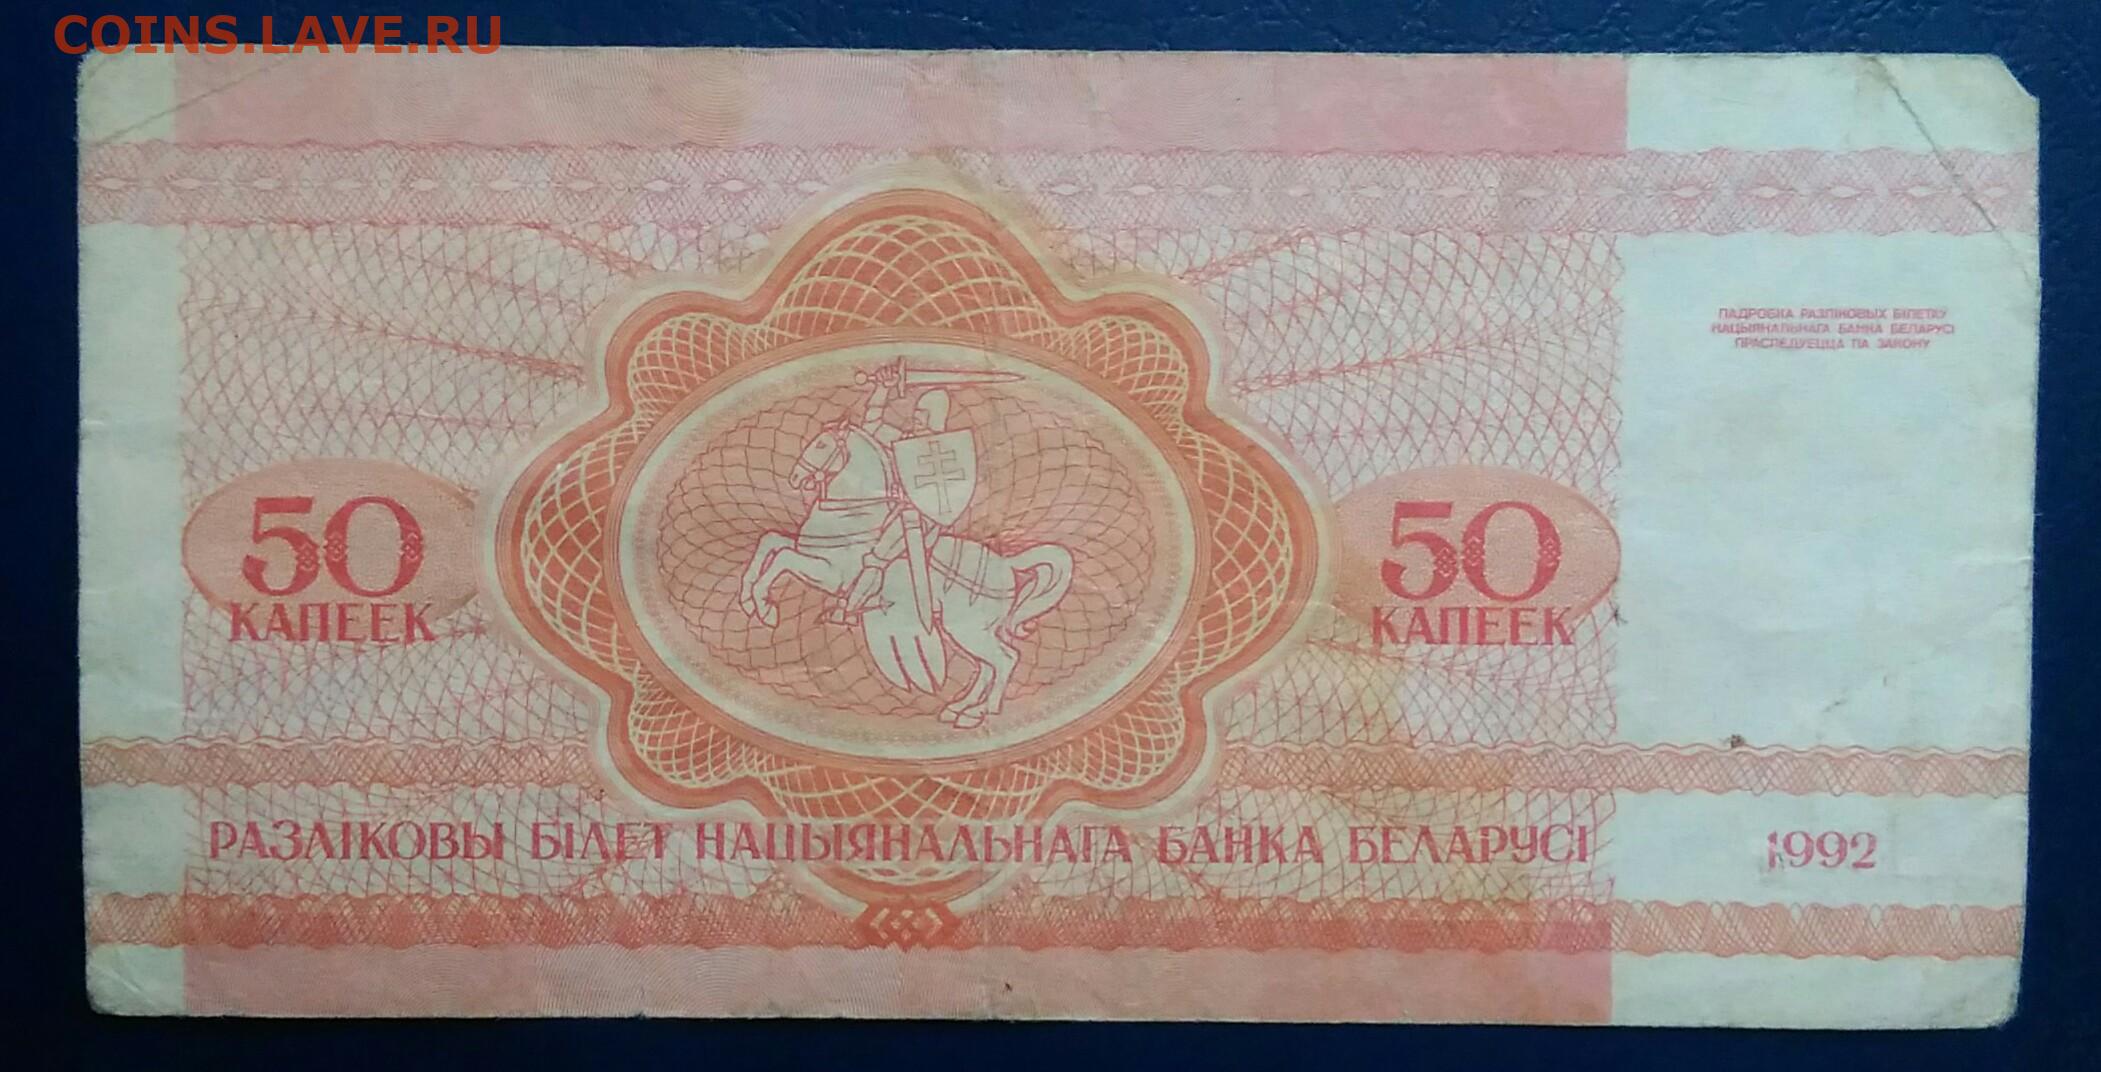 COINS.LAVE.RU
ПАДРОБКА РАЗЛІКОВЫХ БІЛЕТАЎ
НАЦЫЯНАЛЬНАГА БАНКА БЕЛАРУСІ
ПРАСЛЕДУЕЦЦА ПА ЗАКОНУ
50
КАПЕЕК
50
КАПЕЕК
РАЗЛІКОВЫ БІЛЕТ НАЦЫЯНАЛЬНАГА БАНКА БЕЛАРУСІ
1992